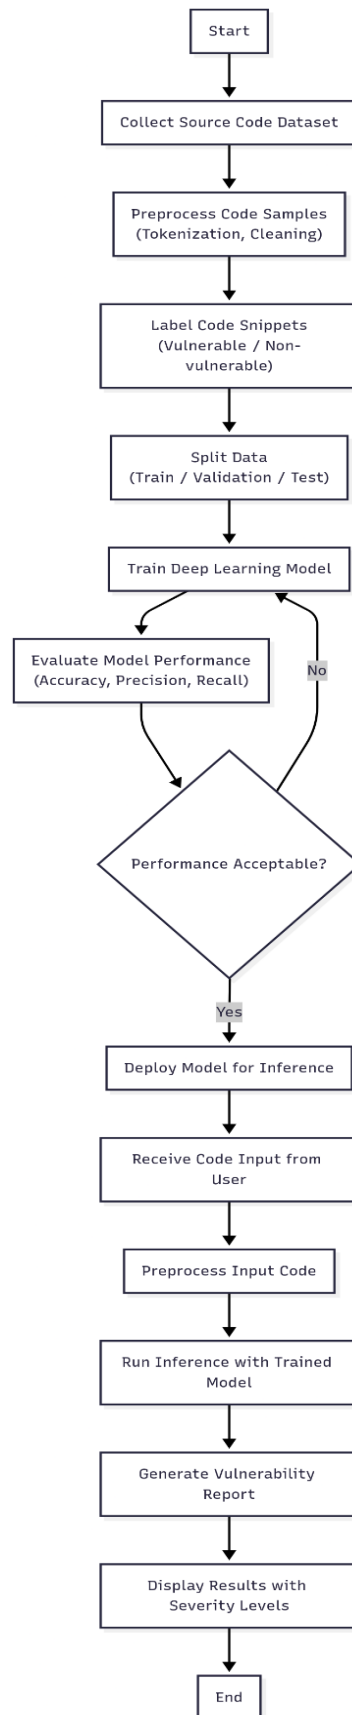 Start
Collect Source Code Dataset
Preprocess Code Samples
(Tokenization, Cleaning)
Label Code Snippets
(Vulnerable / Non-
vulnerable)
Split Data
(Train / Validation / Test)
Train Deep Learning Model
Evaluate Model Performance
(Accuracy, Precision, Recall)
No
Performance Acceptable?
Yes
Deploy Model for Inference
Receive Code Input from
User
Preprocess Input Code
Run Inference with Trained
Model
Generate Vulnerability
Report
Display Results with
Severity Levels
End